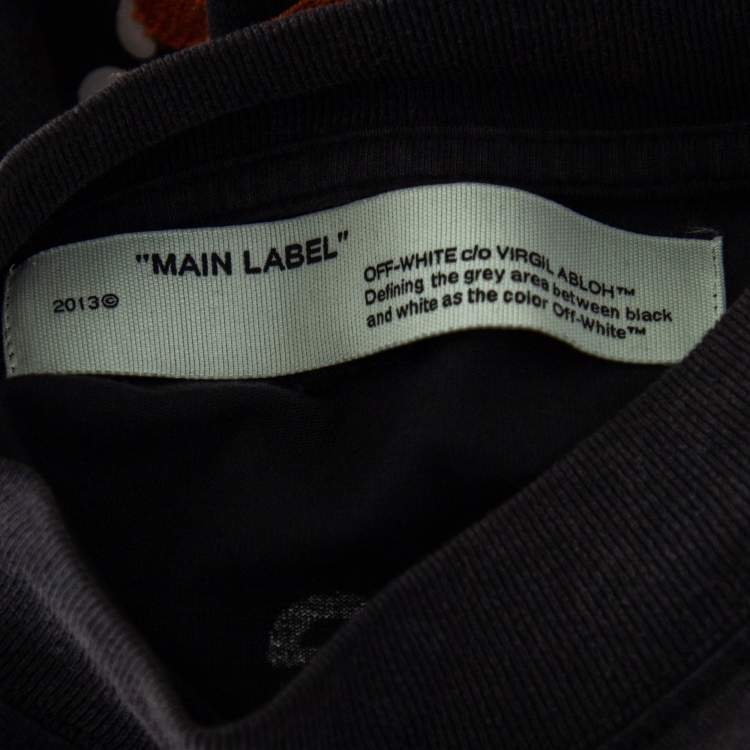 "MAIN LABEL"
2013©
OFF-WHITE c/o VIRGIL ABLOH™
Defining the grey area between black
and white as the color Off-White™